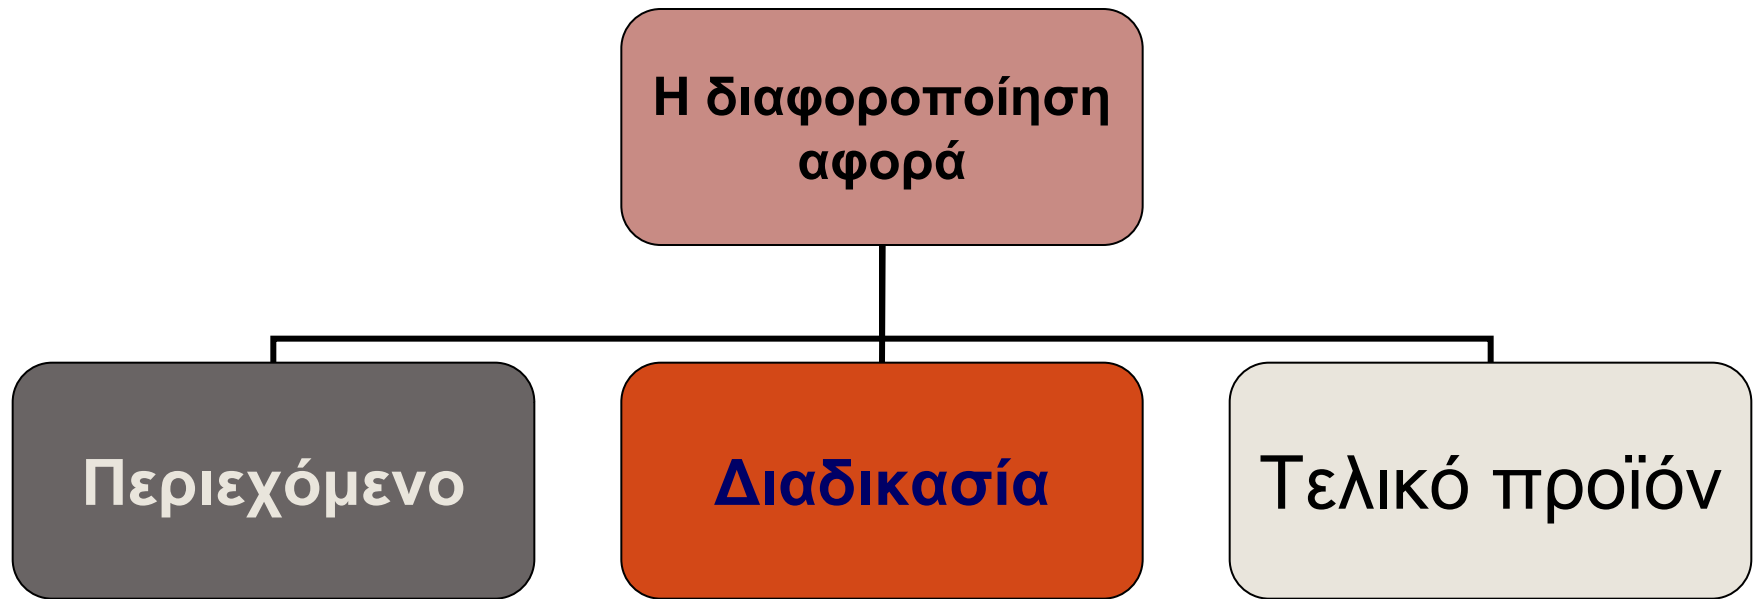 Η διαφοροποίηση
αφορά
Περιεχόμενο
Διαδικασία
Τελικό προϊόν